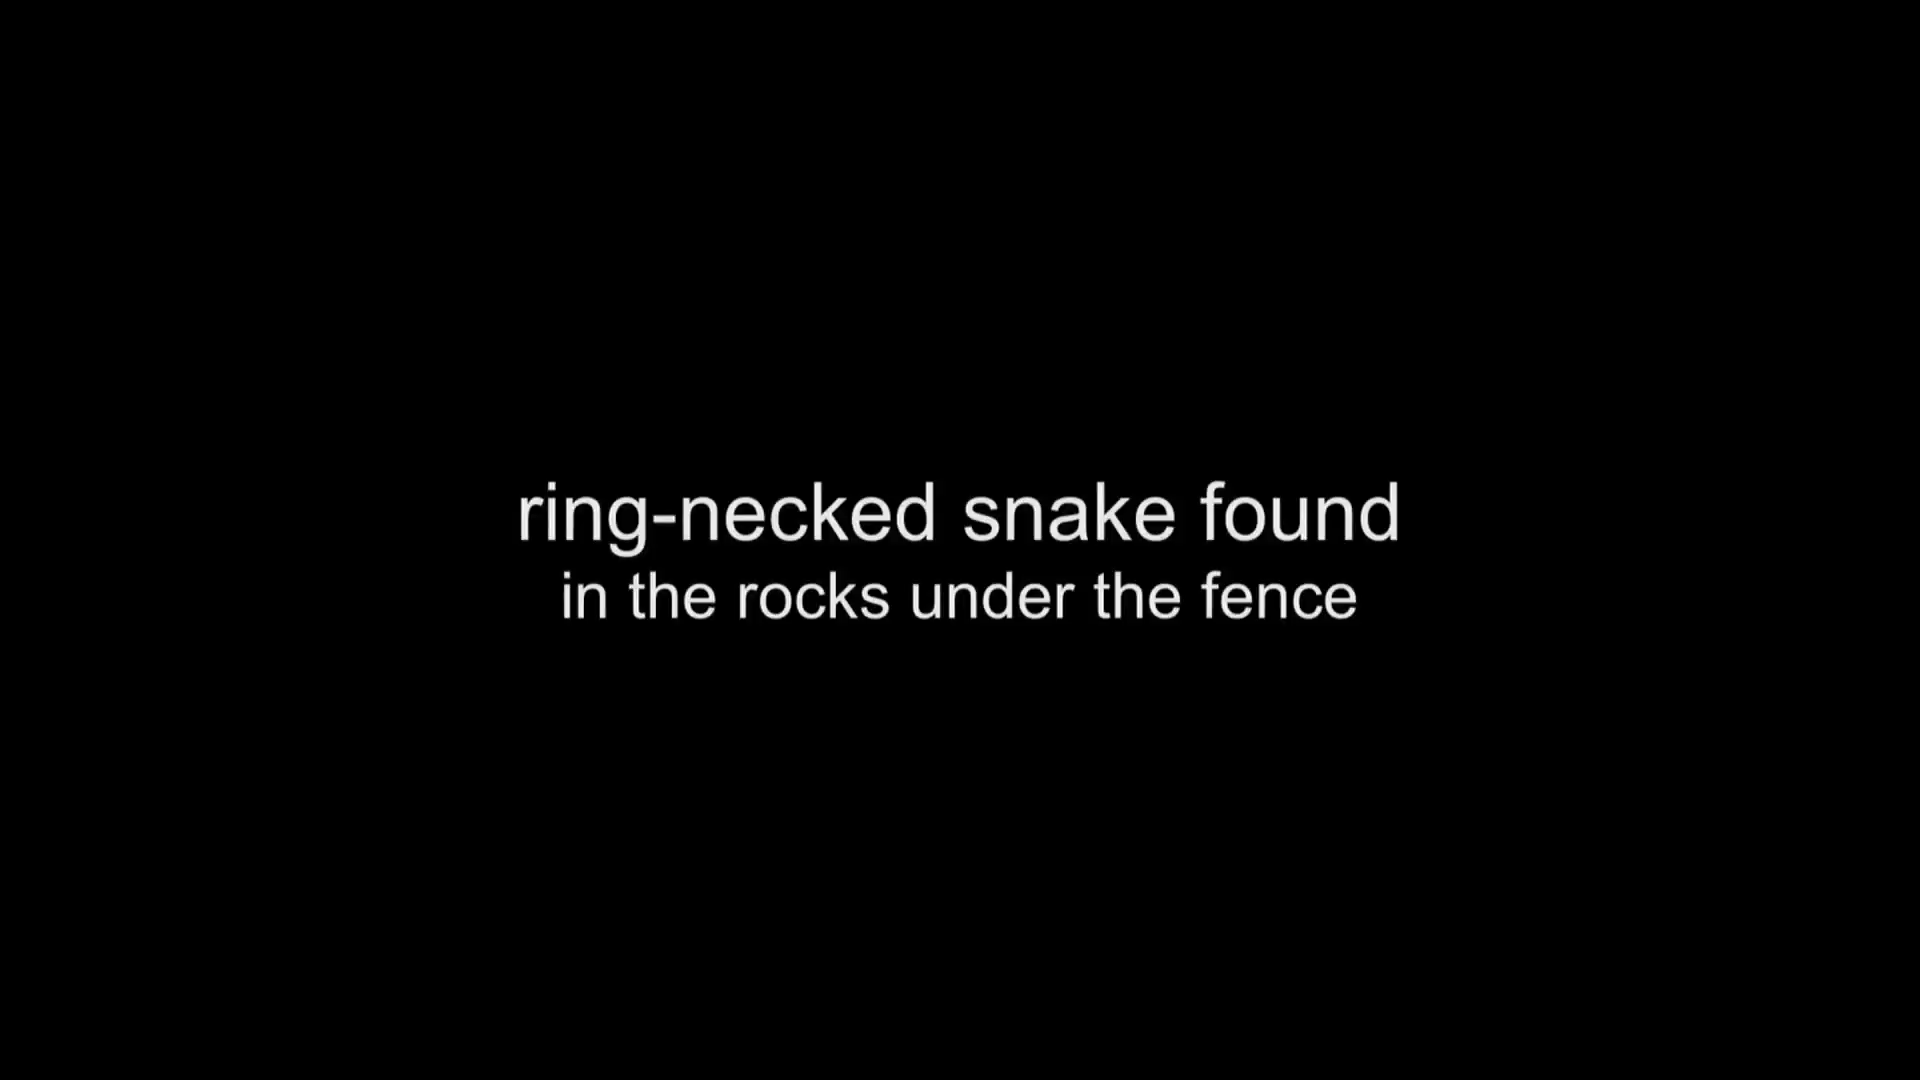 ring-necked snake found
in the rocks under the fence